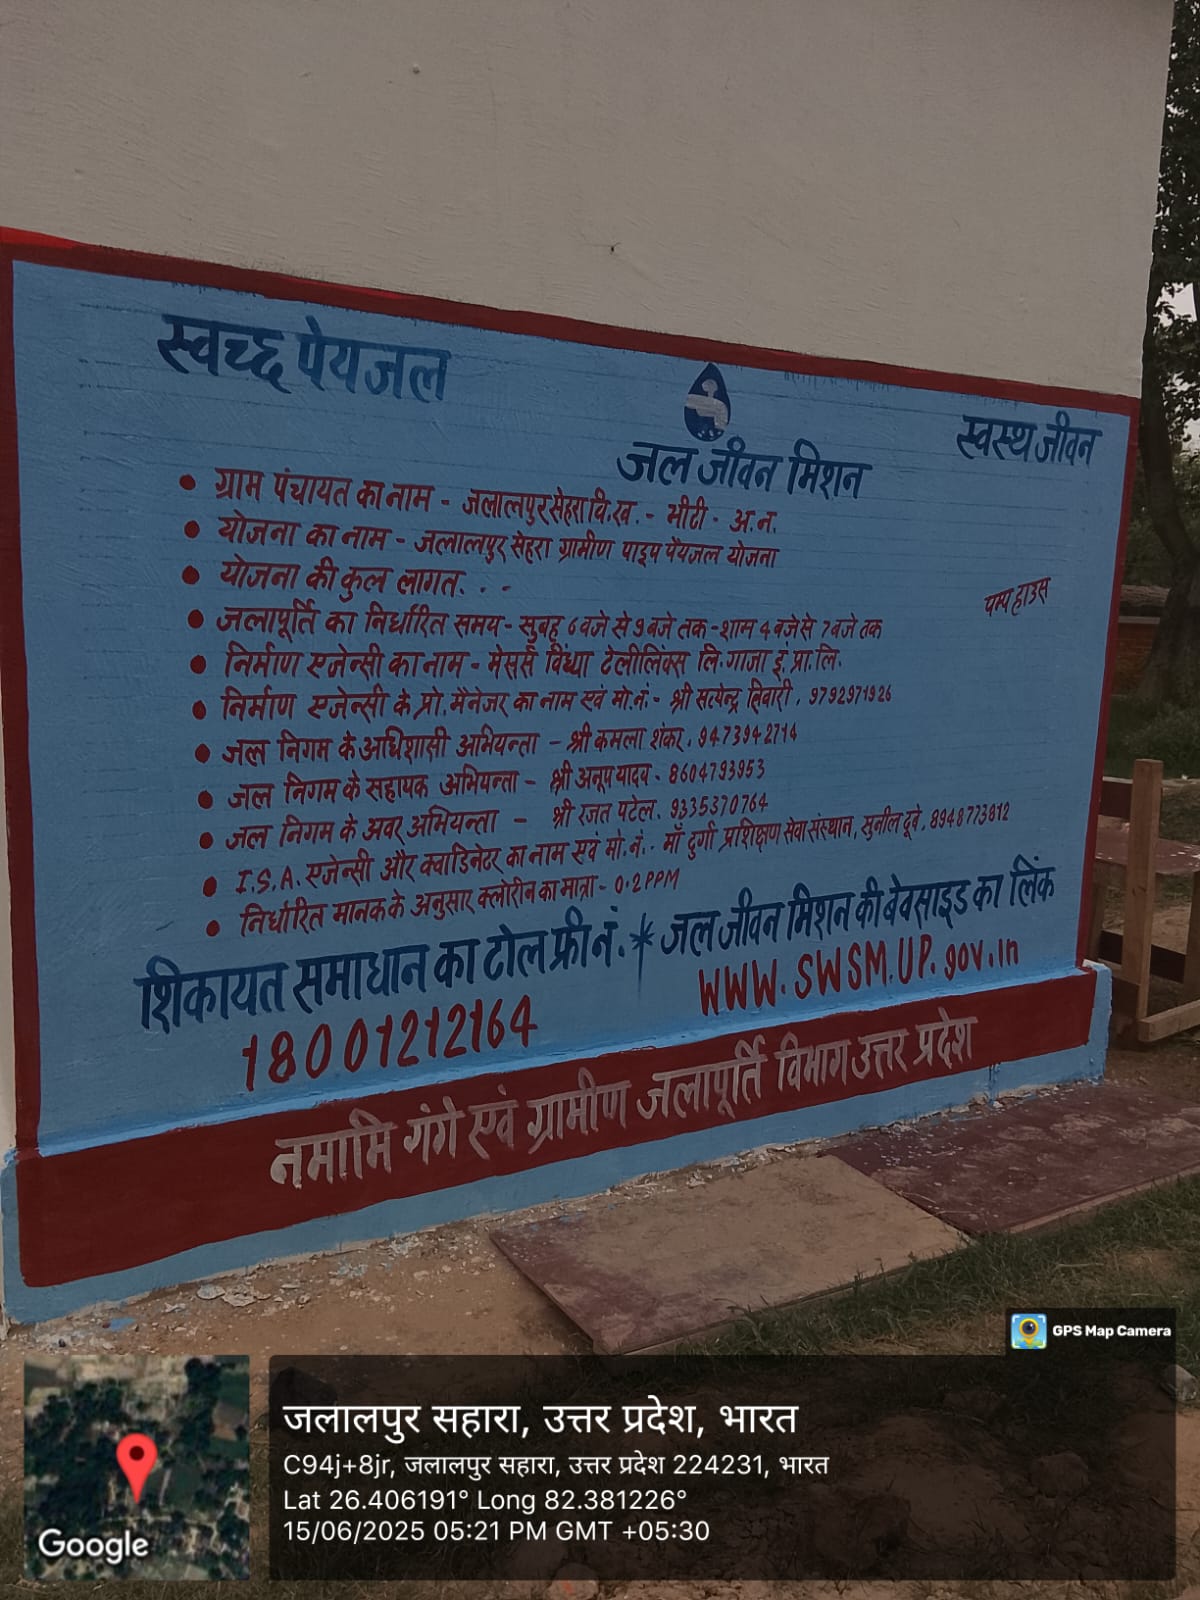 स्वच्छ पेयजल
जल जीवन मिशन
स्वस्थ जीवन
• ग्राम पंचायत का नाम - जलालपुर सेहरा वि.ख. - भीटी - अ.न.
• योजना का नाम - जलालपुर सेहरा ग्रामीण पाइप पेयजल योजना
• योजना की कुल लागत. . -
पम्प हाउस
• जलापूर्ति का निर्धारित समय - सुबह 6 बजे से 9 बजे तक - शाम 4 बजे से 7 बजे तक
• निर्माण एजेन्सी का नाम - मेसर्स विंध्या टेलीलिंक्स लि. गाजा इं. प्रा. लि.
• निर्माण एजेन्सी के प्रो. मैनेजर का नाम एवं मो.नं. - श्री सत्येन्द्र तिवारी . 9792971926
• जल निगम के अधिशासी अभियन्ता - श्री कमला शंकर . 9473942714
• जल निगम के सहायक अभियन्ता - श्री अनूप यादव - 8604793953
• जल निगम के अवर अभियन्ता - श्री रजत पटेल. 9335370764
• I.S.A. एजेन्सी और क्वाडिनेटर का नाम एवं मो. नं. - माँ दुर्गा प्रशिक्षण सेवा संस्थान, सुनील दूवे, 8948773812
• निर्धारित मानक के अनुसार क्लोरीन का मात्रा - 0.2 PPM
शिकायत समाधान का टोल फ्री नं. * जल जीवन मिशन की बेवसाइड का लिंक
18001212164 WWW. SWSM.UP.gov.in
नमामि गंगे एवं ग्रामीण जलापूर्ति विभाग उत्तर प्रदेश
GPS Map Camera
जलालपुर सहारा, उत्तर प्रदेश, भारत
C94j+8jr, जलालपुर सहारा, उत्तर प्रदेश 224231, भारत
Lat 26.406191° Long 82.381226°
15/06/2025 05:21 PM GMT +05:30
Google